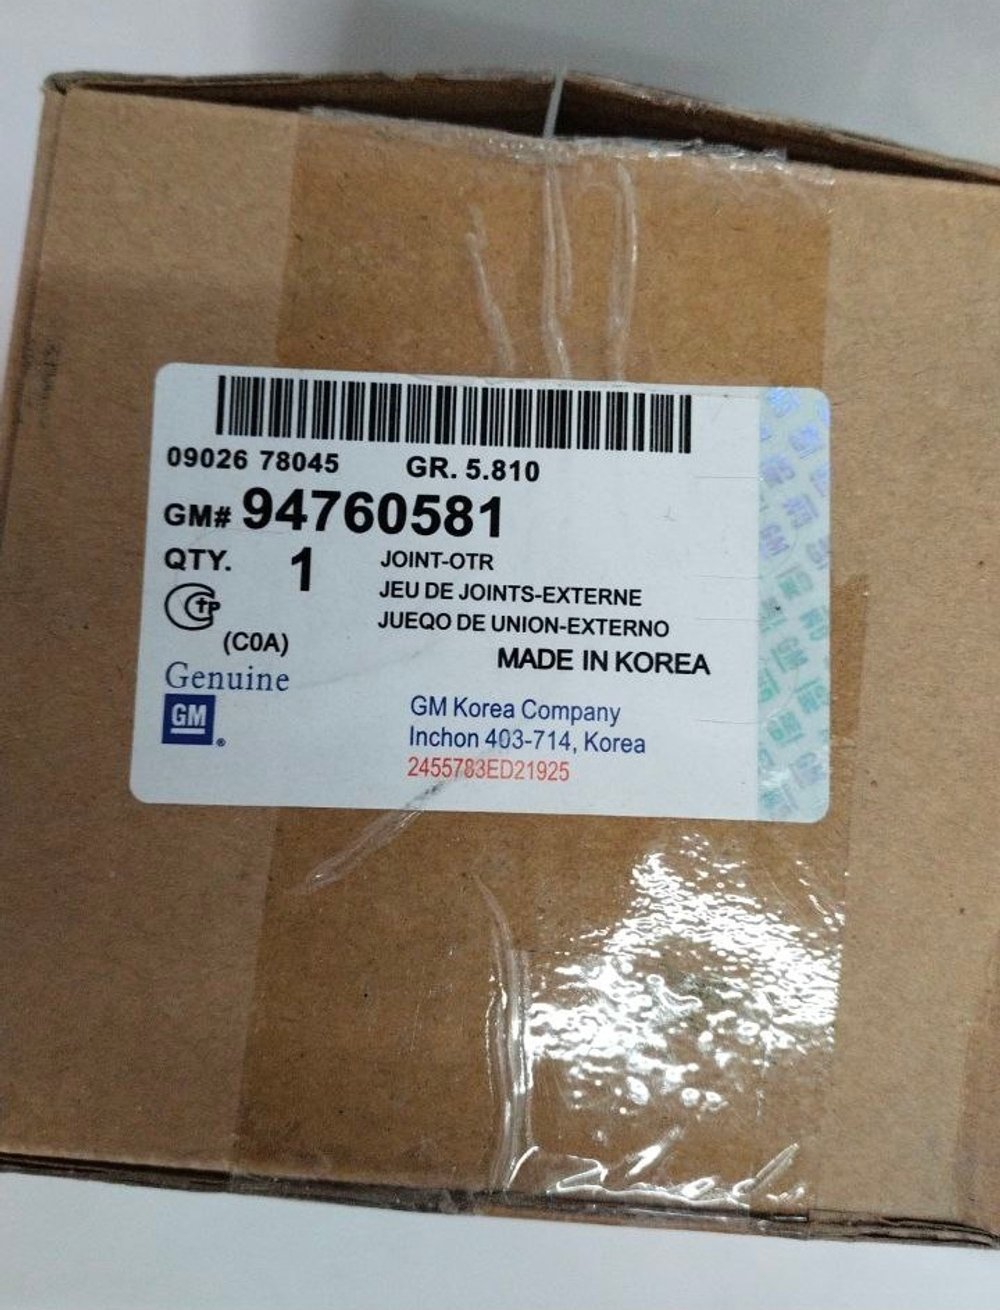 09026 78045 GR. 5.810
GM# 94760581
QTY. 1 JOINT-OTR
JEU DE JOINTS-EXTERNE
JUEQO DE UNION-EXTERNO
(C0A) MADE IN KOREA
Genuine
GM
GM Korea Company
Inchon 403-714, Korea
2455783ED21925